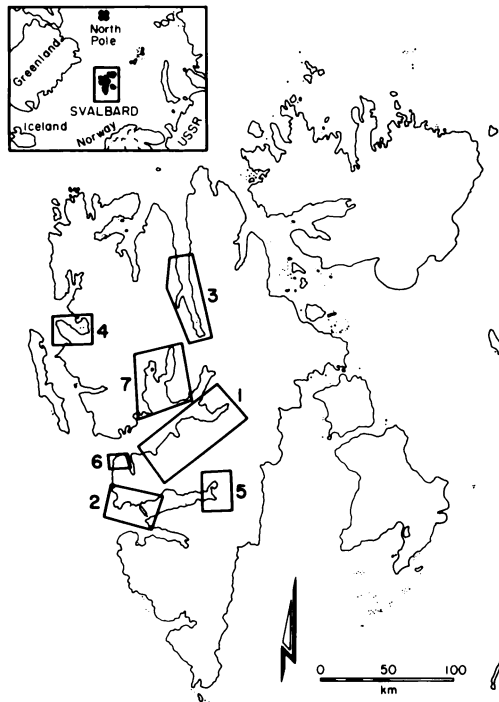 North
Pole
Greenland
SVALBARD
Iceland
Norway
USSR
3
4
7
1
6
2
5
0 50 100
km